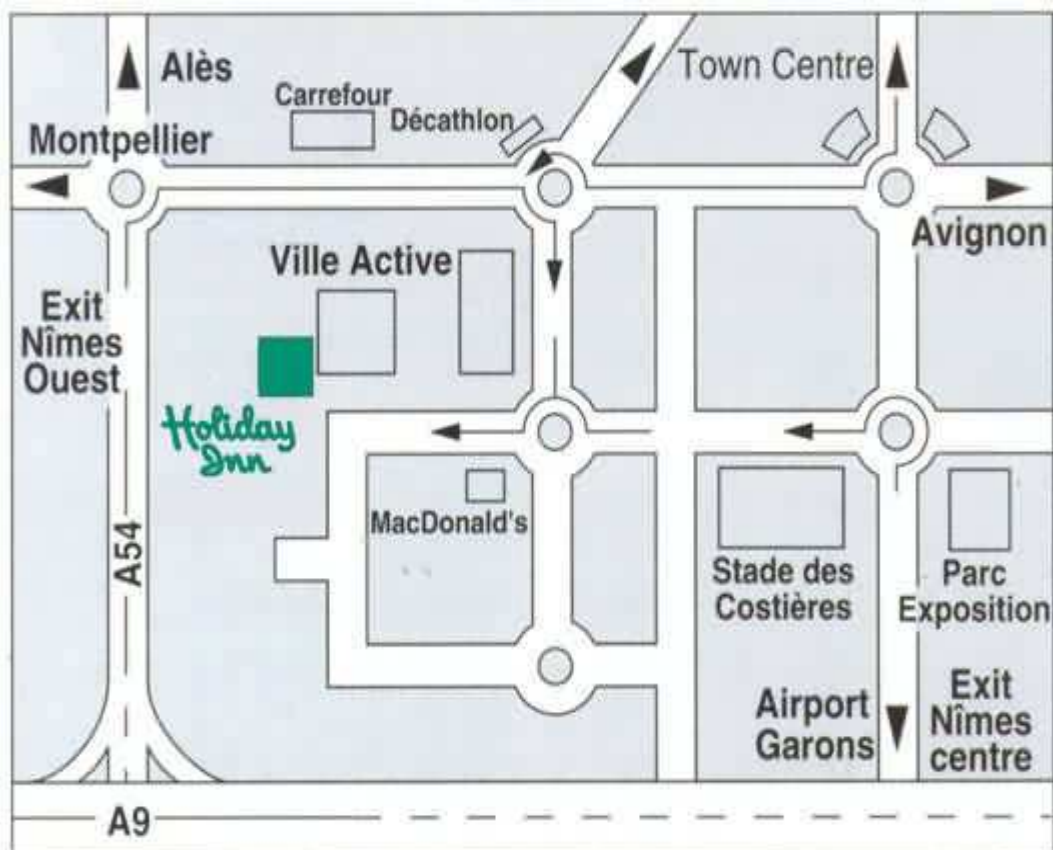 Alès
Town Centre
Carrefour
Décathlon
Montpellier
Avignon
Ville Active
Exit
Nîmes
Ouest
Holiday
Inn
MacDonald's
A54
Stade des
Costières
Parc
Exposition
Airport
Garons
Exit
Nîmes
centre
A9